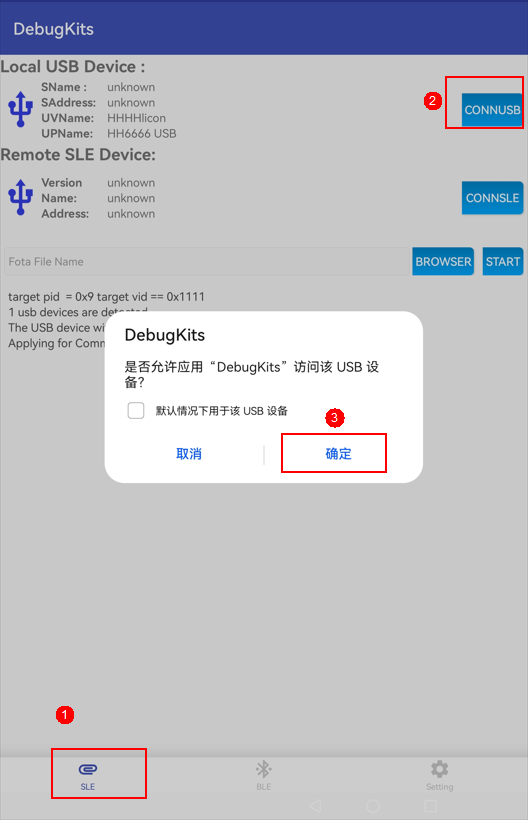 DebugKits
Local USB Device :
SName : unknown
SAddress: unknown
UVName: HHHHlicon
UPName: HH6666 USB
2
CONNUSB
Remote SLE Device:
Version unknown
Name: unknown
Address: unknown
CONNSLE
Fota File Name
BROWSER
START
target pid = 0x9 target vid == 0x1111
1 usb devices are detected
The USB device wi
Applying for Comm
DebugKits
是否允许应用“DebugKits”访问该 USB 设
备？
默认情况下用于该 USB 设备
3
取消
确定
1
SLE
BLE
Setting